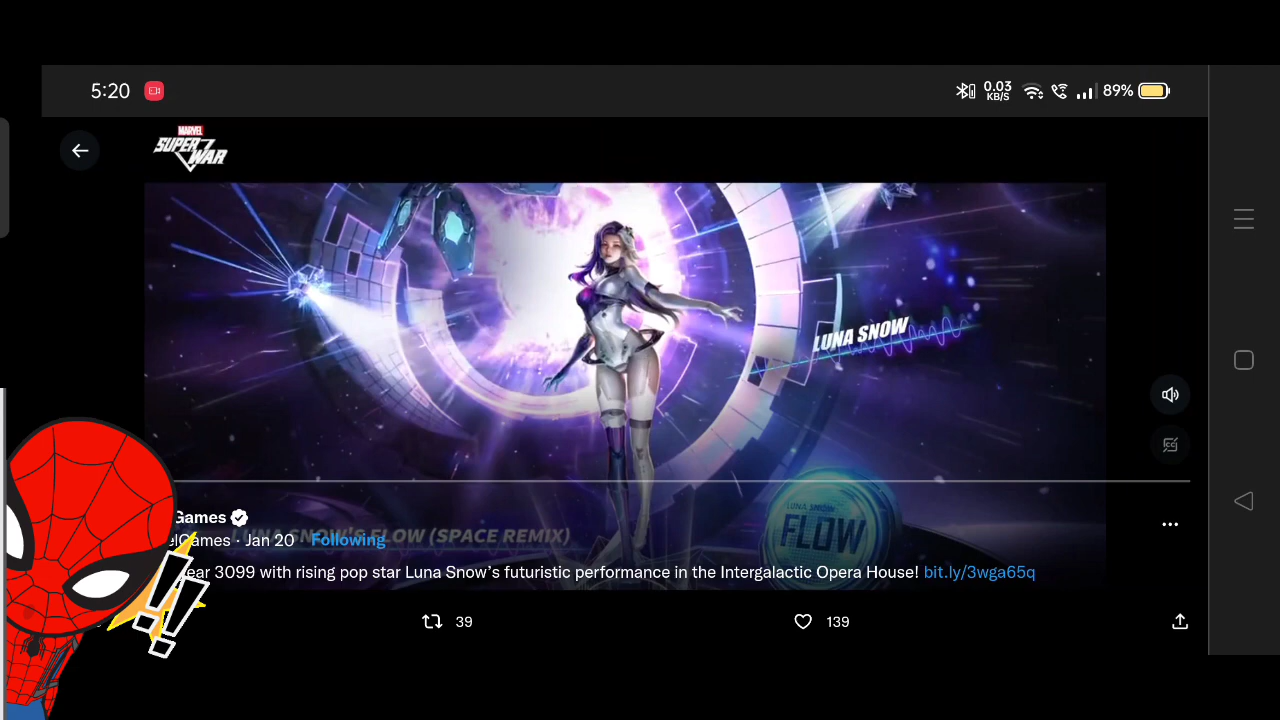 5:20
0.03
KB/S
89%
MARVEL
SUPER
WAR
LUNA SNOW
CC
Games
LUNA SNOW'S FLOW (SPACE REMIX)
elGames · Jan 20 Following
LUNA SNOW
FLOW
ear 3099 with rising pop star Luna Snow's futuristic performance in the Intergalactic Opera House! bit.ly/3wga65q
39
139
!!